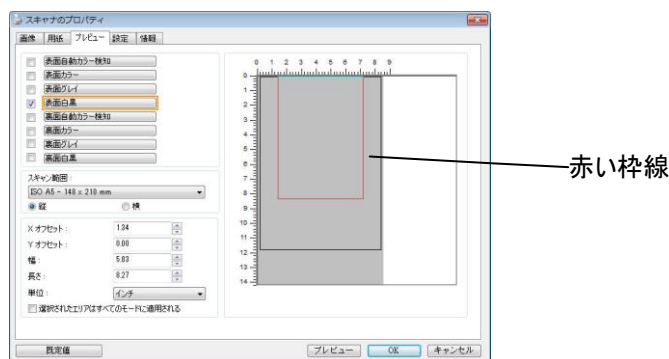 スキャナのプロパティ
画像 用紙 プレビュー 設定 情報
表面自動カラー検知
表面カラー
表面グレイ
表面白黒
裏面自動カラー検知
裏面カラー
裏面グレイ
裏面白黒
スキャン範囲:
ISO A5 - 148 x 210 mm
縦 横
X オフセット: 1.34
Y オフセット: 0.00
幅: 5.83
長さ: 8.27
単位: インチ
選択されたエリアはすべてのモードに適用される
0 1 2 3 4 5 6 7 8 9
0
1
2
3
4
5
6
7
8
9
10
11
12
13
14
赤い枠線
既定値 プレビュー OK キャンセル